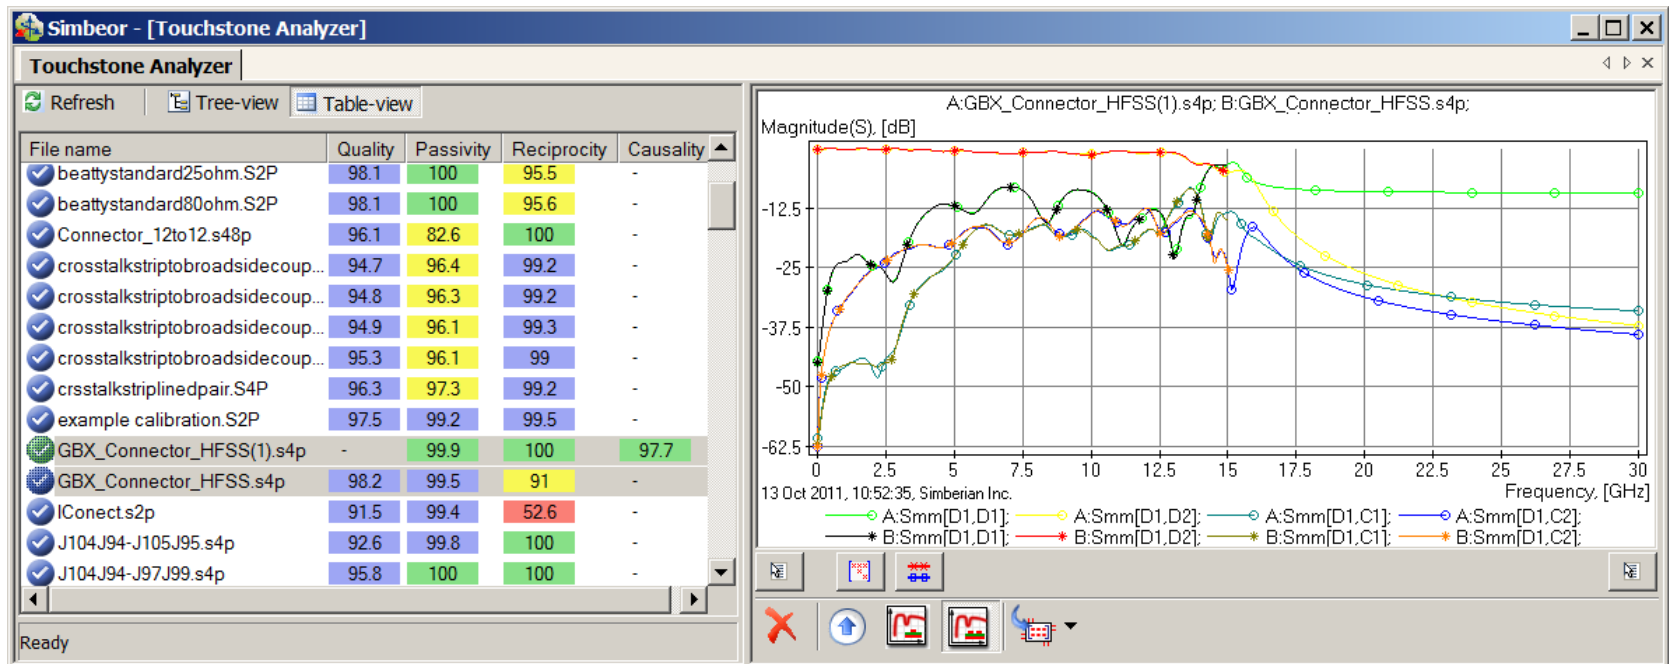 Simbeor - [Touchstone Analyzer]
Touchstone Analyzer
Refresh Tree-view Table-view
File name Quality Passivity Reciprocity Causality
beattystandard25ohm.S2P 98.1 100 95.5 -
beattystandard80ohm.S2P 98.1 100 95.6 -
Connector_12to12.s48p 96.1 82.6 100 -
crosstalkstriptobroadsidecoup... 94.7 96.4 99.2 -
crosstalkstriptobroadsidecoup... 94.8 96.3 99.2 -
crosstalkstriptobroadsidecoup... 94.9 96.1 99.3 -
crosstalkstriptobroadsidecoup... 95.3 96.1 99 -
crsstalkstriplinedpair.S4P 96.3 97.3 99.2 -
example calibration.S2P 97.5 99.2 99.5 -
GBX_Connector_HFSS(1).s4p - 99.9 100 97.7
GBX_Connector_HFSS.s4p 98.2 99.5 91 -
IConect.s2p 91.5 99.4 52.6 -
J104J94-J105J95.s4p 92.6 99.8 100 -
J104J94-J97J99.s4p 95.8 100 100 -
Ready
A:GBX_Connector_HFSS(1).s4p; B:GBX_Connector_HFSS.s4p;
Magnitude(S), [dB]
-12.5
-25
-37.5
-50
-62.5
0 2.5 5 7.5 10 12.5 15 17.5 20 22.5 25 27.5 30
13 Oct 2011, 10:52:35, Simberian Inc.
Frequency, [GHz]
A:Smm[D1,D1]; A:Smm[D1,D2]; A:Smm[D1,C1]; A:Smm[D1,C2];
B:Smm[D1,D1]; B:Smm[D1,D2]; B:Smm[D1,C1]; B:Smm[D1,C2];